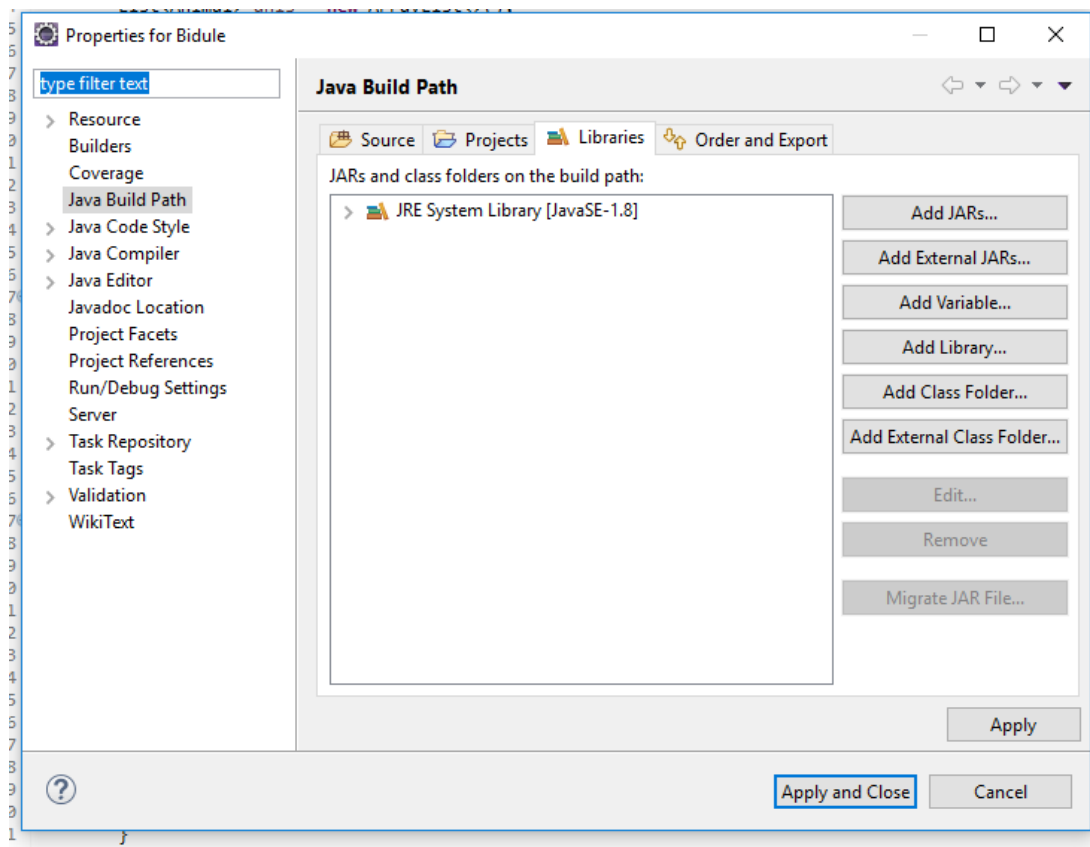 Properties for Bidule
type filter text
Resource
Builders
Coverage
Java Build Path
Java Code Style
Java Compiler
Java Editor
Javadoc Location
Project Facets
Project References
Run/Debug Settings
Server
Task Repository
Task Tags
Validation
WikiText
Java Build Path
Source Projects Libraries Order and Export
JARs and class folders on the build path:
JRE System Library [JavaSE-1.8]
Add JARs...
Add External JARs...
Add Variable...
Add Library...
Add Class Folder...
Add External Class Folder...
Edit...
Remove
Migrate JAR File...
Apply
Apply and Close Cancel
}